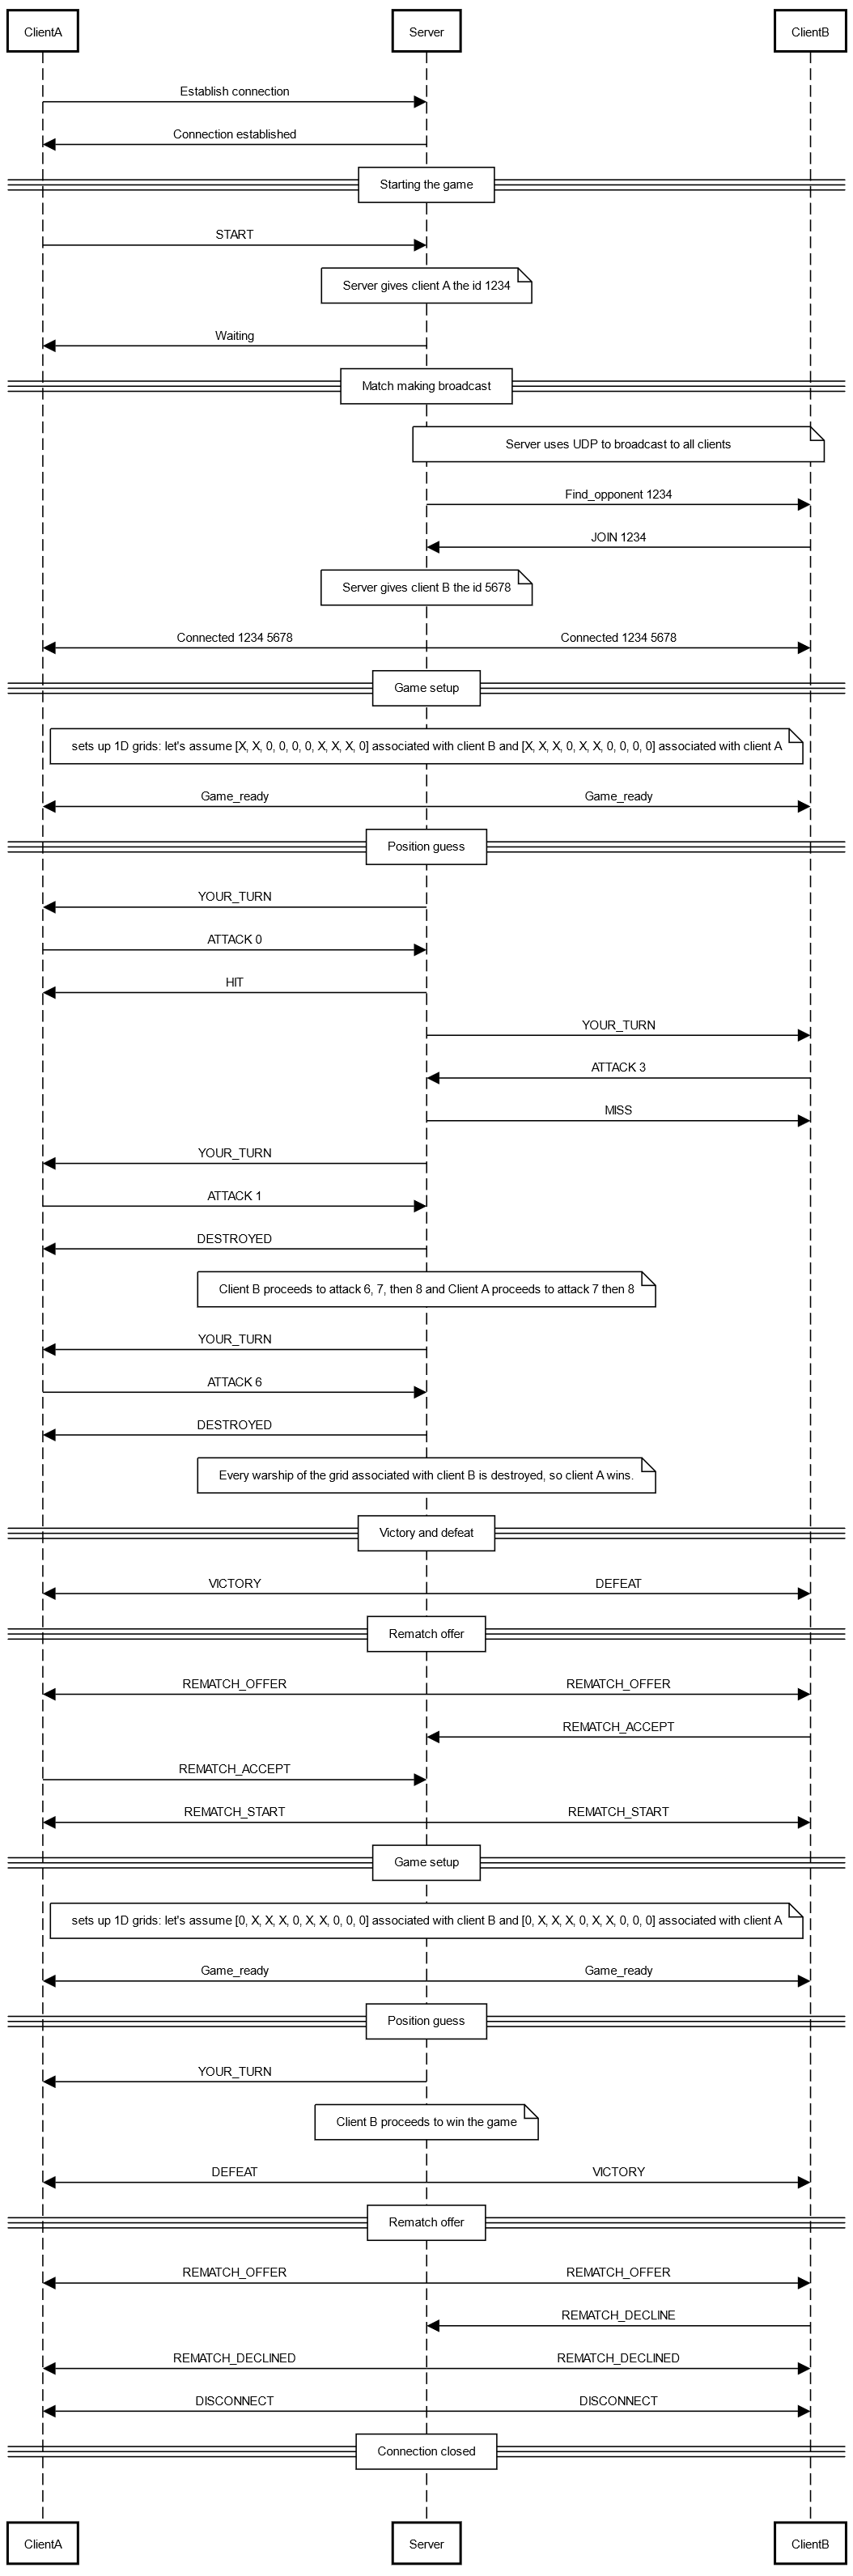 ClientA
Server
ClientB
Establish connection
Connection established
Starting the game
START
Server gives client A the id 1234
Waiting
Match making broadcast
Server uses UDP to broadcast to all clients
Find_opponent 1234
JOIN 1234
Server gives client B the id 5678
Connected 1234 5678
Connected 1234 5678
Game setup
sets up 1D grids: let's assume [X, X, 0, 0, 0, 0, X, X, X, 0] associated with client B and [X, X, X, 0, X, X, 0, 0, 0, 0] associated with client A
Game_ready
Game_ready
Position guess
YOUR_TURN
ATTACK 0
HIT
YOUR_TURN
ATTACK 3
MISS
YOUR_TURN
ATTACK 1
DESTROYED
Client B proceeds to attack 6, 7, then 8 and Client A proceeds to attack 7 then 8
YOUR_TURN
ATTACK 6
DESTROYED
Every warship of the grid associated with client B is destroyed, so client A wins.
Victory and defeat
VICTORY
DEFEAT
Rematch offer
REMATCH_OFFER
REMATCH_OFFER
REMATCH_ACCEPT
REMATCH_ACCEPT
REMATCH_START
REMATCH_START
Game setup
sets up 1D grids: let's assume [0, X, X, X, 0, X, X, 0, 0, 0] associated with client B and [0, X, X, X, 0, X, X, 0, 0, 0] associated with client A
Game_ready
Game_ready
Position guess
YOUR_TURN
Client B proceeds to win the game
DEFEAT
VICTORY
Rematch offer
REMATCH_OFFER
REMATCH_OFFER
REMATCH_DECLINE
REMATCH_DECLINED
REMATCH_DECLINED
DISCONNECT
DISCONNECT
Connection closed
ClientA
Server
ClientB